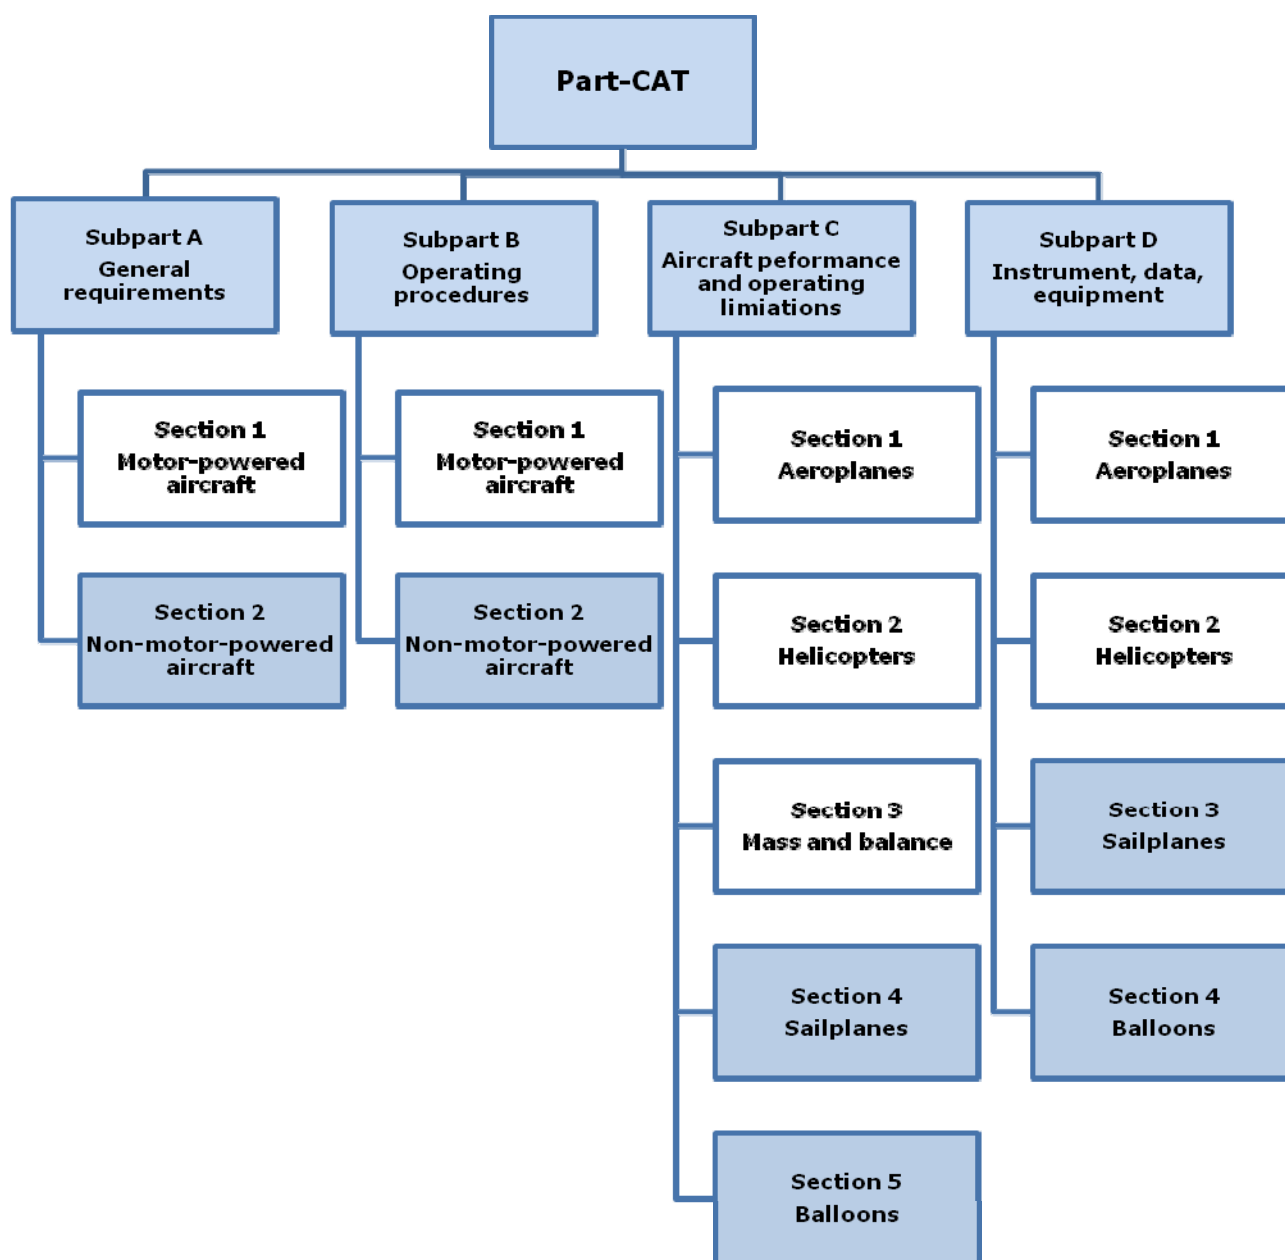 Part-CAT
Subpart A
General
requirements
Section 1
Motor-powered
aircraft
Section 2
Non-motor-powered
aircraft
Subpart B
Operating
procedures
Section 1
Motor-powered
aircraft
Section 2
Non-motor-powered
aircraft
Subpart C
Aircraft peformance
and operating
limiations
Section 1
Aeroplanes
Section 2
Helicopters
Section 3
Mass and balance
Section 4
Sailplanes
Section 5
Balloons
Subpart D
Instrument, data,
equipment
Section 1
Aeroplanes
Section 2
Helicopters
Section 3
Sailplanes
Section 4
Balloons